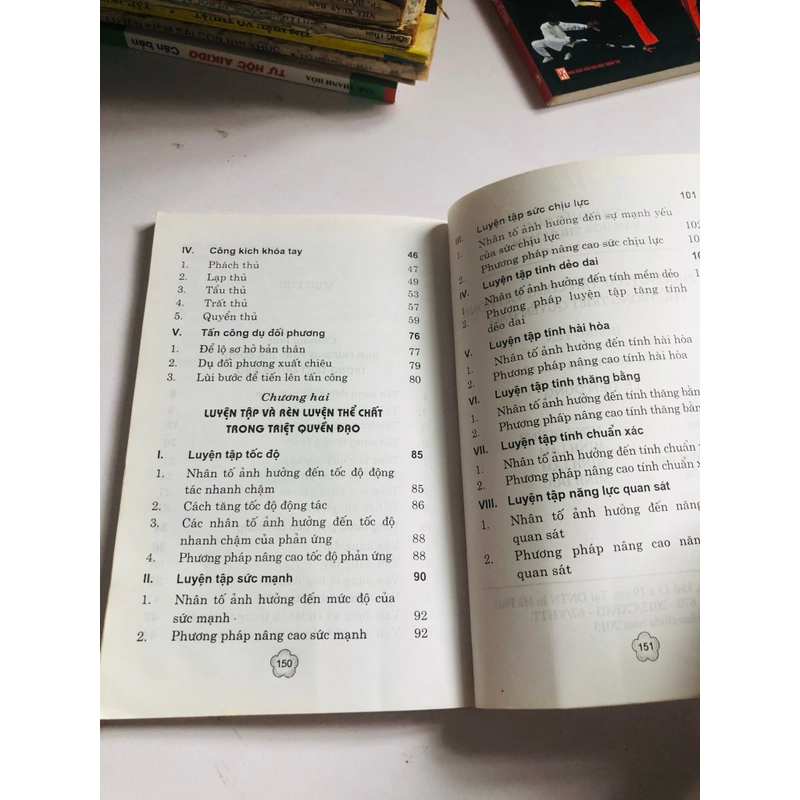 TỰ HỌC AIKIDO Căn bản
NXB THANH HÓA
IV. Công kích khóa tay 46
1. Phách thủ 47
2. Lạp thủ 49
3. Tẩu thủ 53
4. Trất thủ 57
5. Quyền thủ 59
V. Tấn công dụ đối phương 76
1. Để lộ sơ hở bản thân 77
2. Dụ đối phương xuất chiêu 79
3. Lùi bước để tiến lên tấn công 80
Chương hai
LUYỆN TẬP VÀ RÈN LUYỆN THỂ CHẤT
TRONG TRIỆT QUYỀN ĐẠO
I. Luyện tập tốc độ 85
1. Nhân tố ảnh hưởng đến tốc độ động
tác nhanh chậm 85
2. Cách tăng tốc độ động tác 86
3. Các nhân tố ảnh hưởng đến tốc độ
nhanh chậm của phản ứng 88
4. Phương pháp nâng cao tốc độ phản ứng 88
II. Luyện tập sức mạnh 90
1. Nhân tố ảnh hưởng đến mức độ của
sức mạnh 92
2. Phương pháp nâng cao sức mạnh 92
150
III. Luyện tập sức chịu lực 101
1. Nhân tố ảnh hưởng đến sự mạnh yếu
của sức chịu lực
2. Phương pháp nâng cao sức chịu lực
IV. Luyện tập tính dẻo dai
1. Nhân tố ảnh hưởng đến tính mềm dẻo
2. Phương pháp luyện tập tăng tính
dẻo dai
V. Luyện tập tính hài hòa
1. Nhân tố ảnh hưởng đến tính hài hòa
2. Phương pháp nâng cao tính hài hòa
VI. Luyện tập tính thăng bằng
1. Nhân tố ảnh hưởng đến tính thăng bằng
2. Phương pháp nâng cao tính thăng bằng
VII. Luyện tập tính chuẩn xác
1. Nhân tố ảnh hưởng đến tính chuẩn
2. Phương pháp nâng cao tính chuẩn x
VIII. Luyện tập năng lực quan sát
1. Nhân tố ảnh hưởng đến năng
quan sát
2. Phương pháp nâng cao năn
quan sát
151